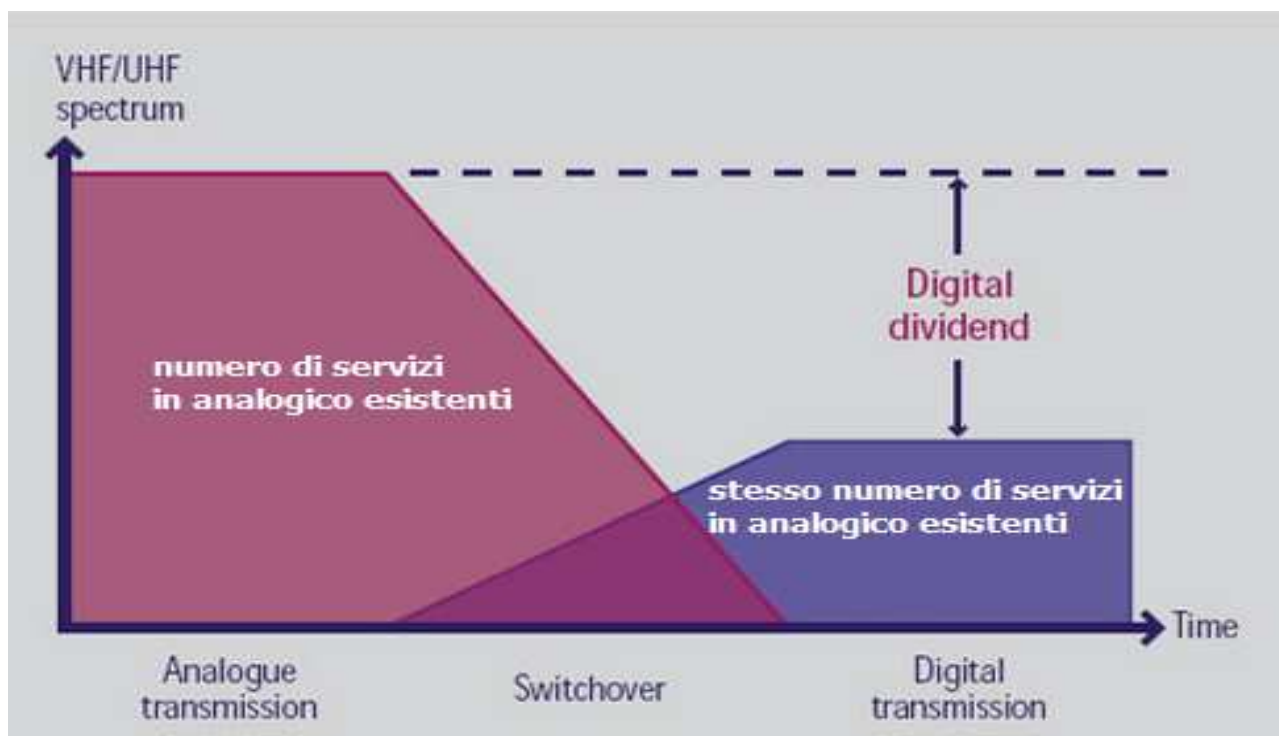 VHF/UHF
spectrum
Digital
dividend
numero di servizi
in analogico esistenti
stesso numero di servizi
in analogico esistenti
Time
Analogue
transmission
Switchover
Digital
transmission